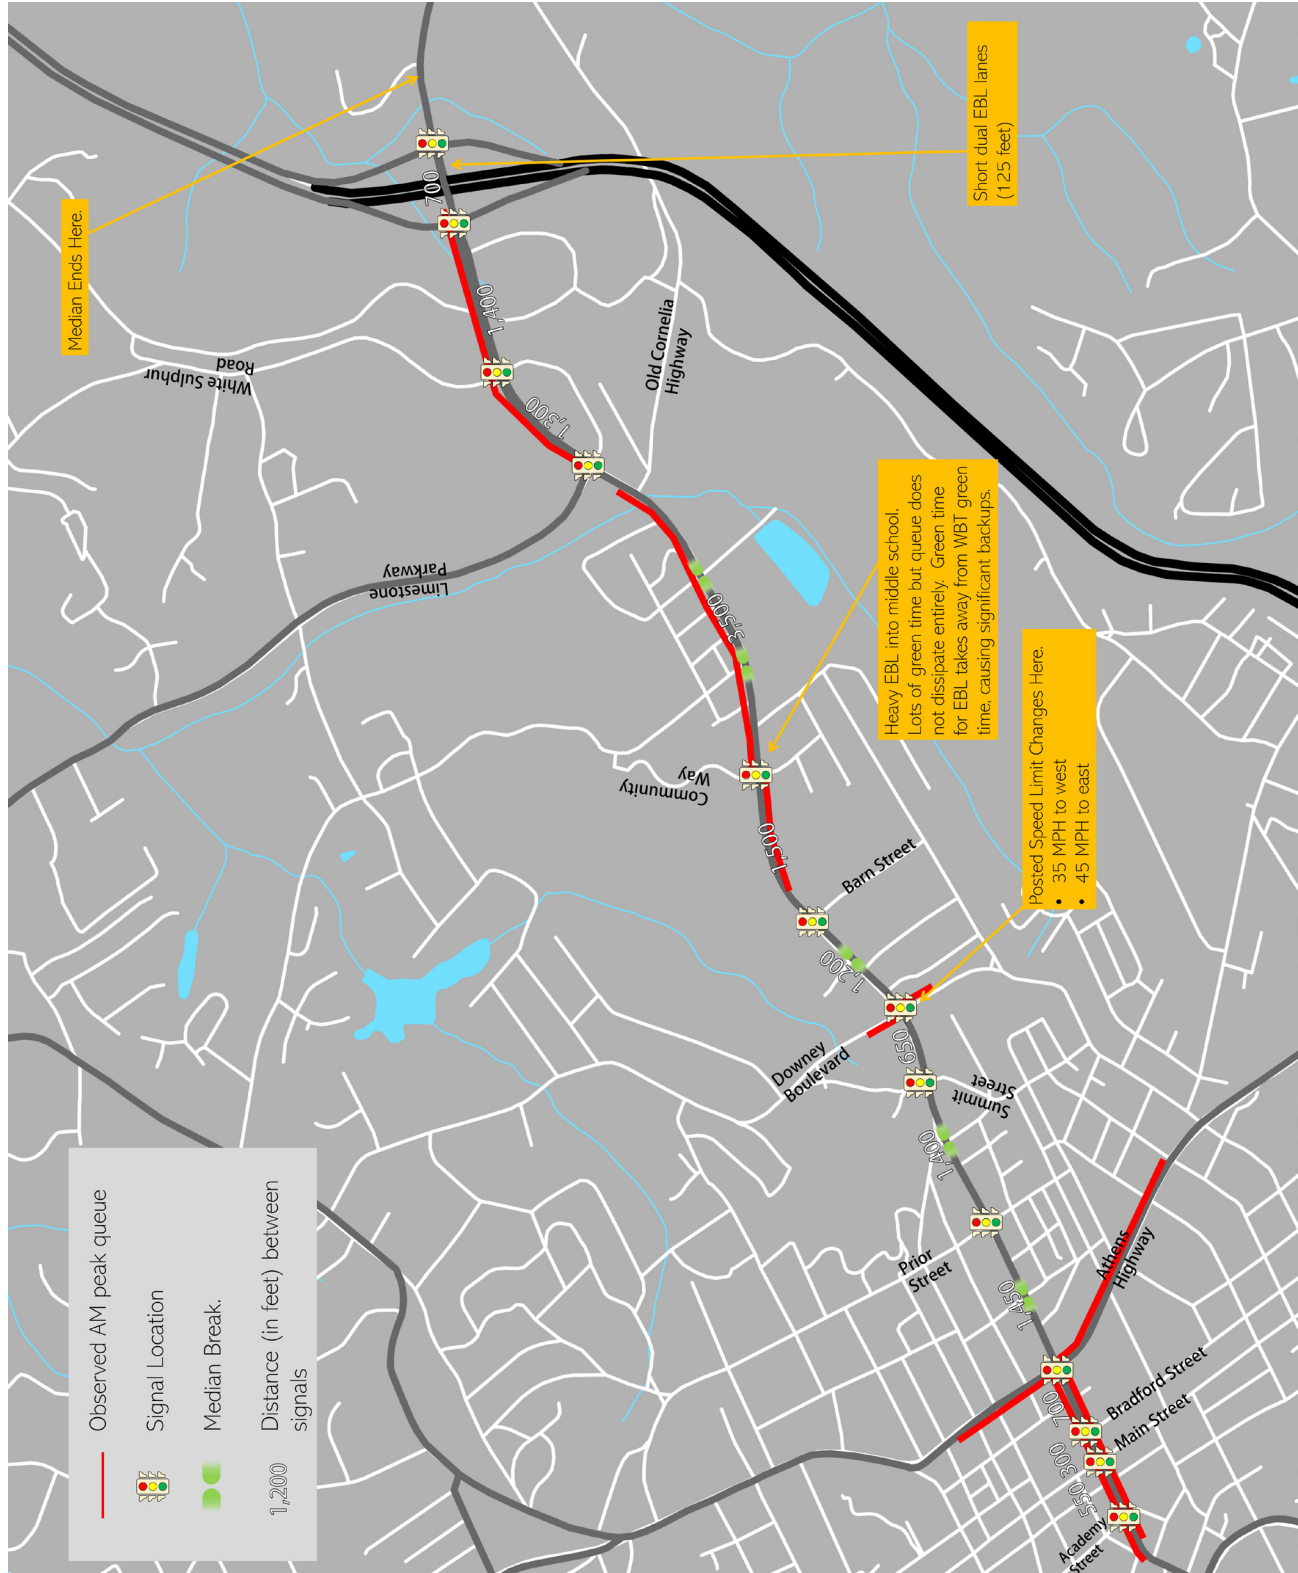 Median Ends Here.
700
Short dual EBL lanes
(125 feet)
1,400
White Sulphur
Road
Old Cornelia
Highway
1,300
Limestone
Parkway
3,500
Heavy EBL into middle school.
Lots of green time but queue does
not dissipate entirely.  Green time
for EBL takes away from WBT green
time, causing significant backups.
Community
Way
1,500
Barn Street
Posted Speed Limit Changes Here.
• 35 MPH to west
• 45 MPH to east
1,200
Downey
Boulevard
650
Summit
Street
1,400
Prior
Street
1,450
Athens
Highway
700
Bradford Street
300
Main Street
550
Academy
Street
Observed AM peak queue
Signal Location
Median Break.
1,200
Distance (in feet) between
signals